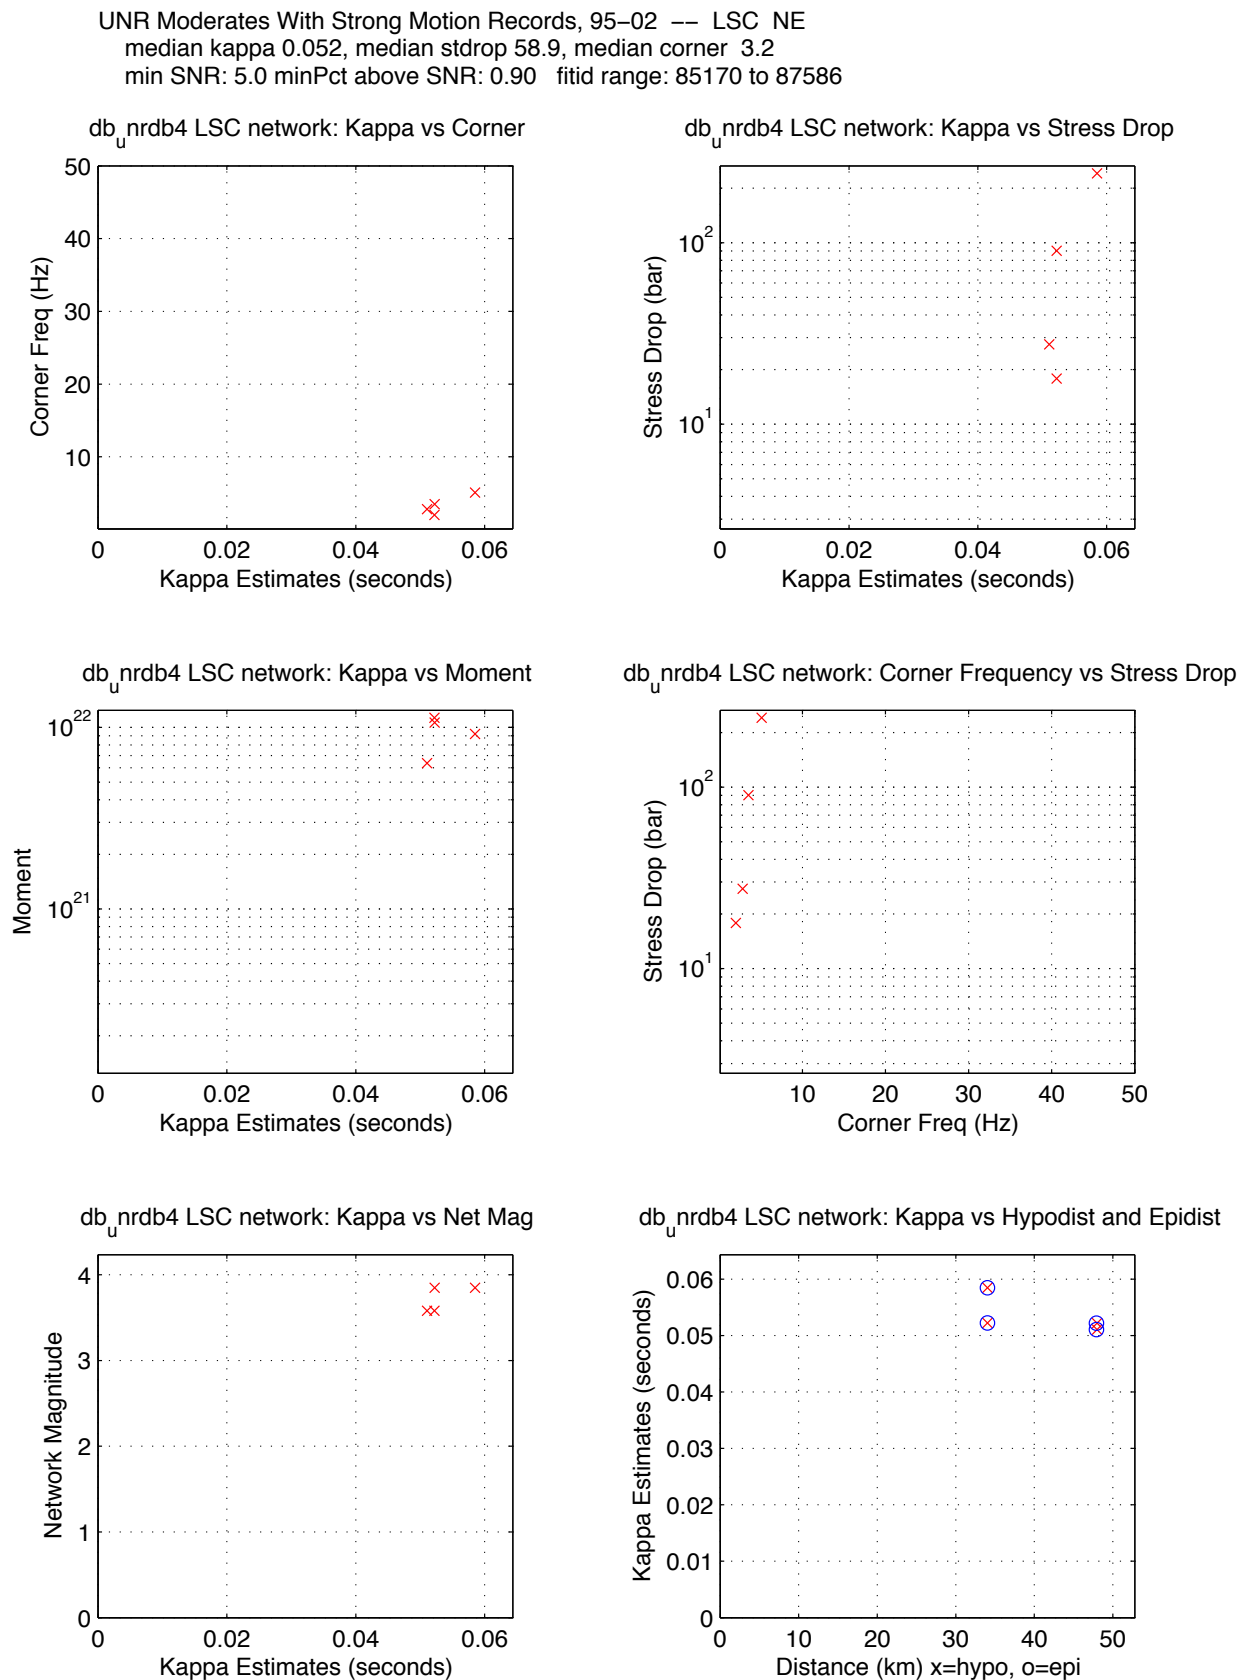 UNR Moderates With Strong Motion Records, 95−02 −− LSC NE
median kappa 0.052, median stdrop 58.9, median corner 3.2
min SNR: 5.0 minPct above SNR: 0.90 fitid range: 85170 to 87586
db_unrdb4 LSC network: Kappa vs Corner
50
40
30
20
10
Corner Freq (Hz)
0 0.02 0.04 0.06
Kappa Estimates (seconds)
db_unrdb4 LSC network: Kappa vs Stress Drop
10^2
10^1
Stress Drop (bar)
0 0.02 0.04 0.06
Kappa Estimates (seconds)
db_unrdb4 LSC network: Kappa vs Moment
10^22
10^21
Moment
0 0.02 0.04 0.06
Kappa Estimates (seconds)
db_unrdb4 LSC network: Corner Frequency vs Stress Drop
10^2
10^1
Stress Drop (bar)
10 20 30 40 50
Corner Freq (Hz)
db_unrdb4 LSC network: Kappa vs Net Mag
4
3
2
1
0
Network Magnitude
0 0.02 0.04 0.06
Kappa Estimates (seconds)
db_unrdb4 LSC network: Kappa vs Hypodist and Epidist
0.06
0.05
0.04
0.03
0.02
0.01
0
Kappa Estimates (seconds)
0 10 20 30 40 50
Distance (km) x=hypo, o=epi